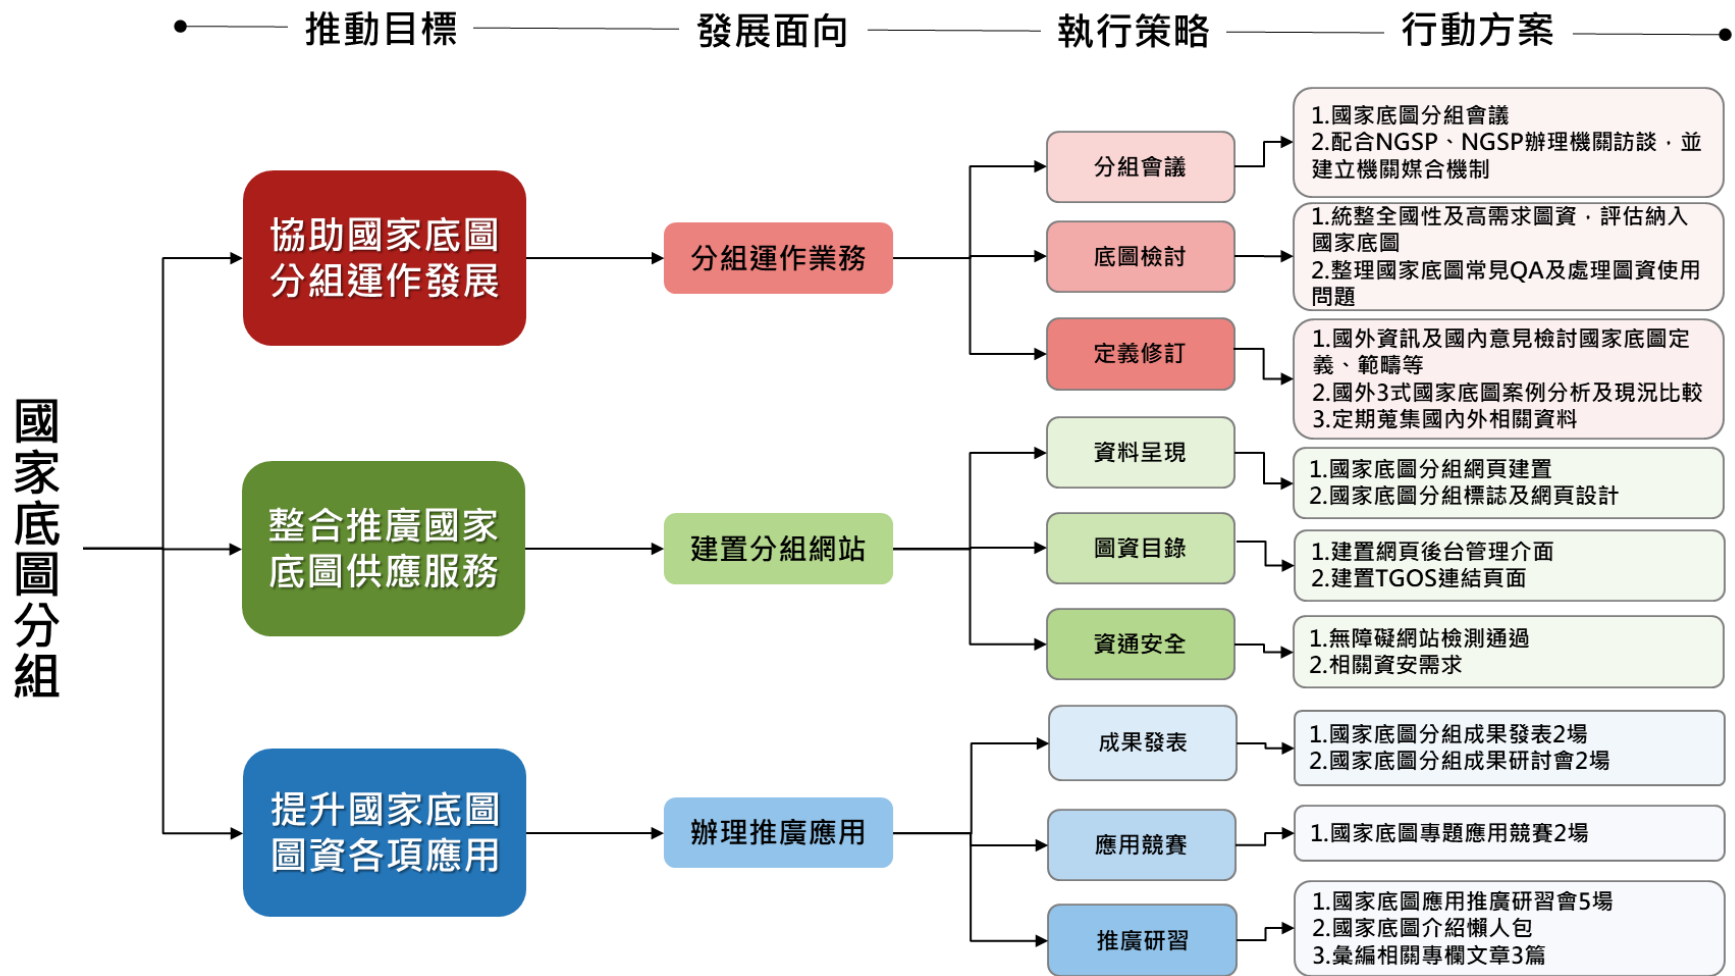 推動目標
發展面向
執行策略
行動方案
國家底圖分組
協助國家底圖
分組運作發展
分組運作業務
分組會議
1.國家底圖分組會議
2.配合NGSP、NGSP辦理機關訪談，並
建立機關媒合機制
底圖檢討
1.統整全國性及高需求圖資，評估納入
國家底圖
2.整理國家底圖常見QA及處理圖資使用
問題
定義修訂
1.國外資訊及國內意見檢討國家底圖定
義、範疇等
2.國外3式國家底圖案例分析及現況比較
3.定期蒐集國內外相關資料
整合推廣國家
底圖供應服務
建置分組網站
資料呈現
1.國家底圖分組網頁建置
2.國家底圖分組標誌及網頁設計
圖資目錄
1.建置網頁後台管理介面
2.建置TGOS連結頁面
資通安全
1.無障礙網站檢測通過
2.相關資安需求
提升國家底圖
圖資各項應用
辦理推廣應用
成果發表
1.國家底圖分組成果發表2場
2.國家底圖分組成果研討會2場
應用競賽
1.國家底圖專題應用競賽2場
推廣研習
1.國家底圖應用推廣研習會5場
2.國家底圖介紹懶人包
3.彙編相關專欄文章3篇